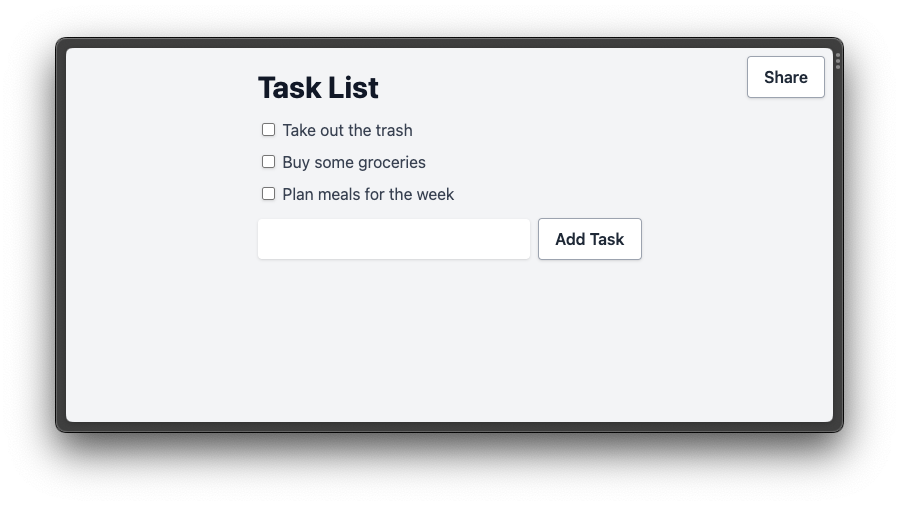 Share
Task List
Take out the trash
Buy some groceries
Plan meals for the week
Add Task